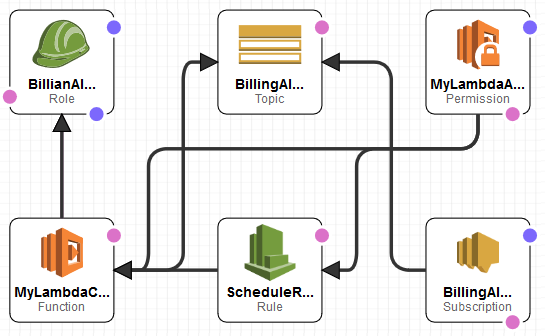 BillianAl...
Role
BillingAl...
Topic
MyLambdaA...
Permission
MyLambdaC...
Function
ScheduleR...
Rule
BillingAl...
Subscription